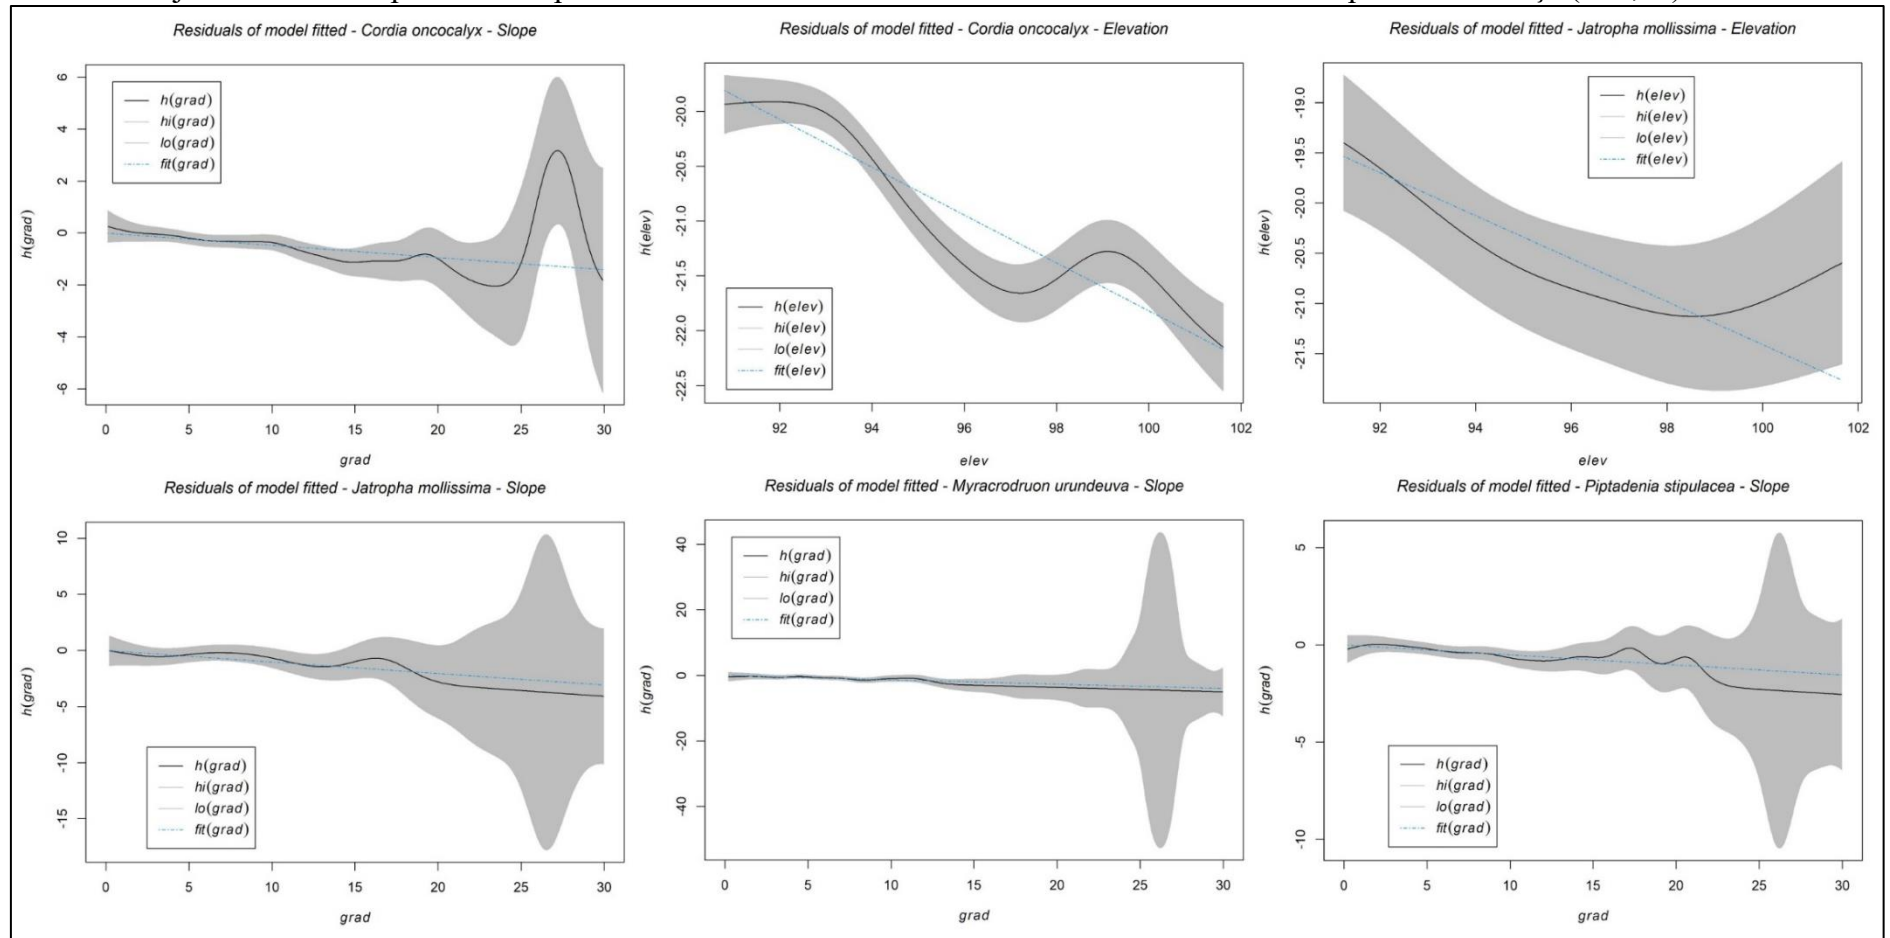 Residuals of model fitted - Cordia oncocalyx - Slope
6
4
2
0
-2
-4
-6
h(grad)
h(grad)
hi(grad)
lo(grad)
fit(grad)
0 5 10 15 20 25 30
grad
Residuals of model fitted - Cordia oncocalyx - Elevation
-20.0
-20.5
-21.0
-21.5
-22.0
-22.5
h(elev)
h(elev)
hi(elev)
lo(elev)
fit(elev)
92 94 96 98 100 102
elev
Residuals of model fitted - Jatropha mollissima - Elevation
-19.0
-19.5
-20.0
-20.5
-21.0
-21.5
h(elev)
h(elev)
hi(elev)
lo(elev)
fit(elev)
92 94 96 98 100 102
elev
Residuals of model fitted - Jatropha mollissima - Slope
10
5
0
-5
-10
-15
h(grad)
h(grad)
hi(grad)
lo(grad)
fit(grad)
0 5 10 15 20 25 30
grad
Residuals of model fitted - Myracrodruon urundeuva - Slope
40
20
0
-20
-40
h(grad)
h(grad)
hi(grad)
lo(grad)
fit(grad)
0 5 10 15 20 25 30
grad
Residuals of model fitted - Piptadenia stipulacea - Slope
5
0
-5
-10
h(grad)
h(grad)
hi(grad)
lo(grad)
fit(grad)
0 5 10 15 20 25 30
grad